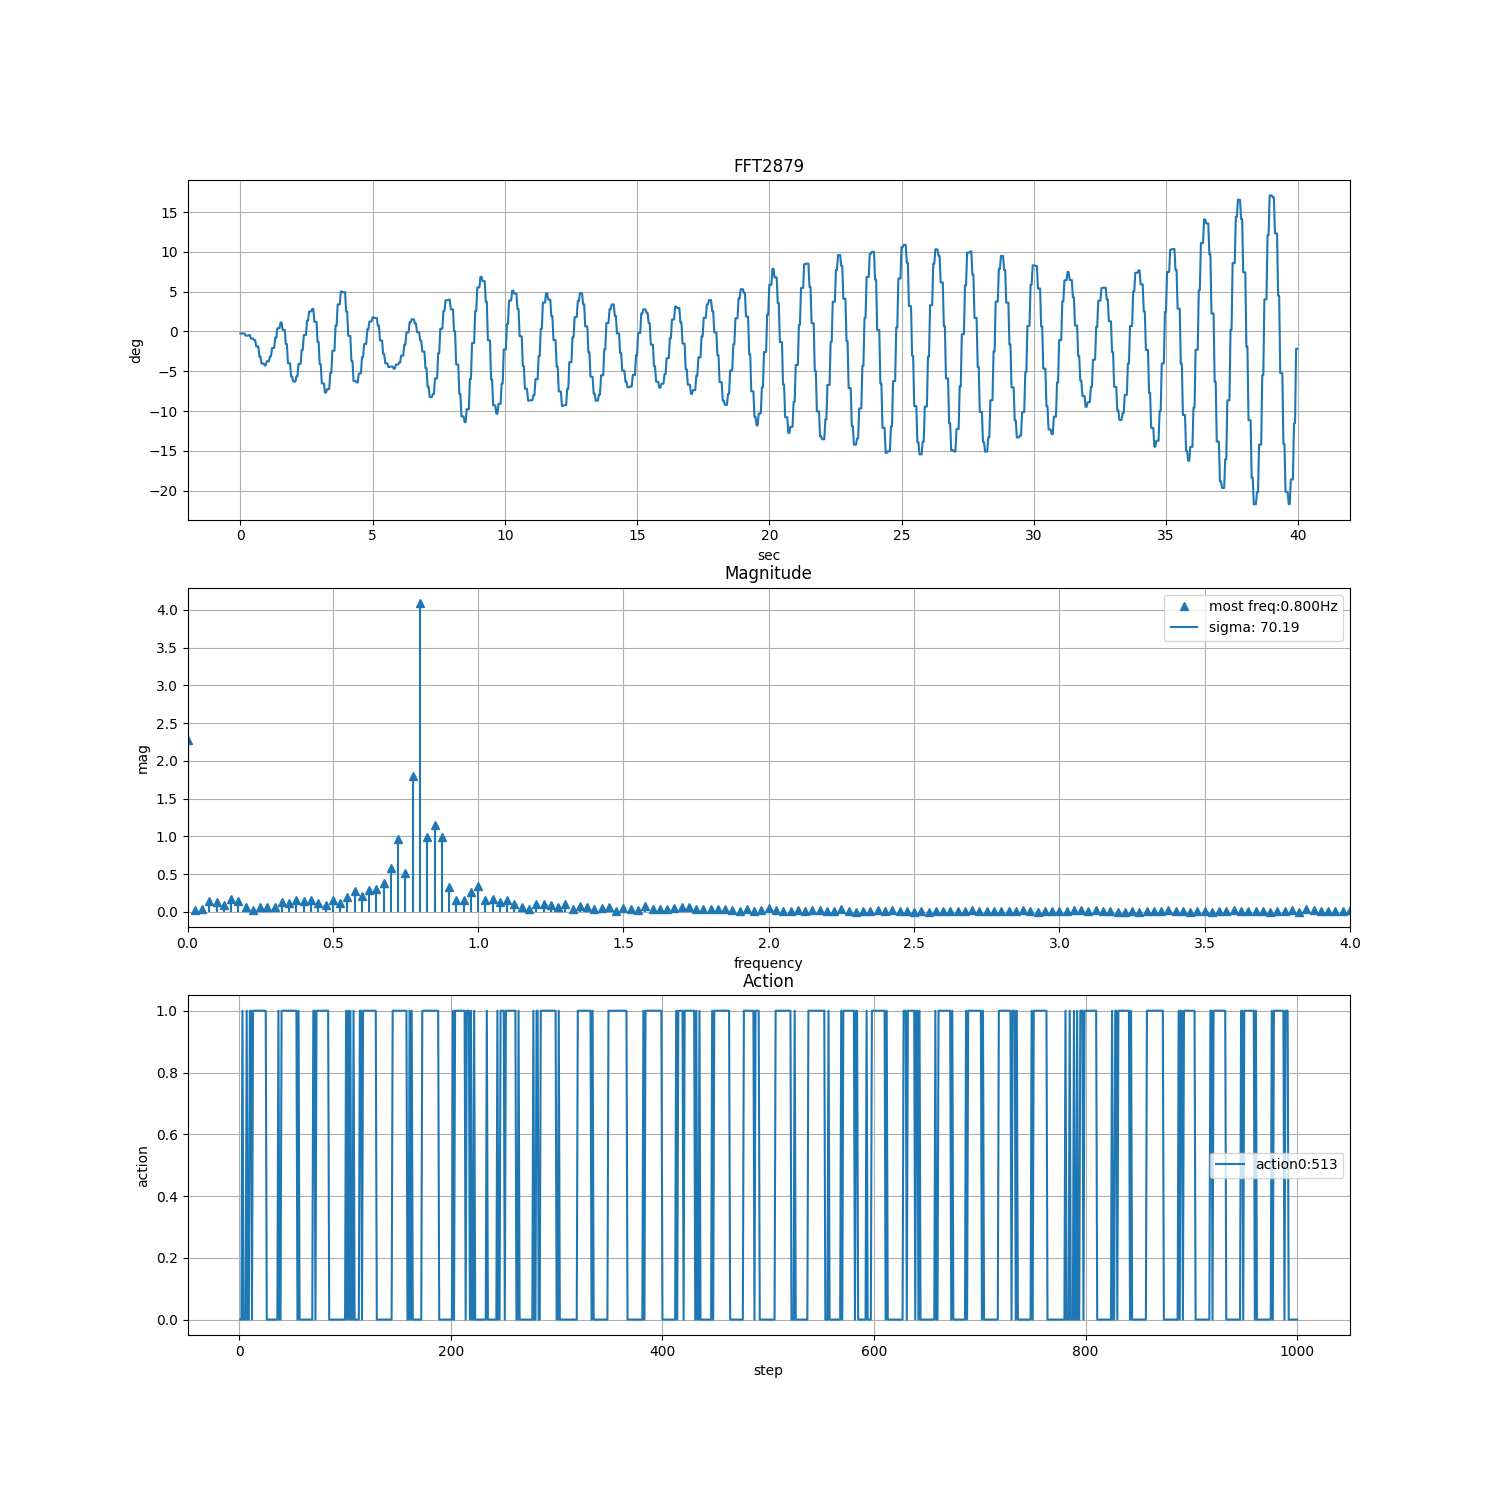 FFT2879
15
10
5
0
−5
−10
−15
−20
deg
0 5 10 15 20 25 30 35 40
sec
Magnitude
4.0
3.5
3.0
2.5
2.0
1.5
1.0
0.5
0.0
mag
most freq:0.800Hz
sigma: 70.19
0.0 0.5 1.0 1.5 2.0 2.5 3.0 3.5 4.0
frequency
Action
1.0
0.8
0.6
0.4
0.2
0.0
action
action0:513
0 200 400 600 800 1000
step